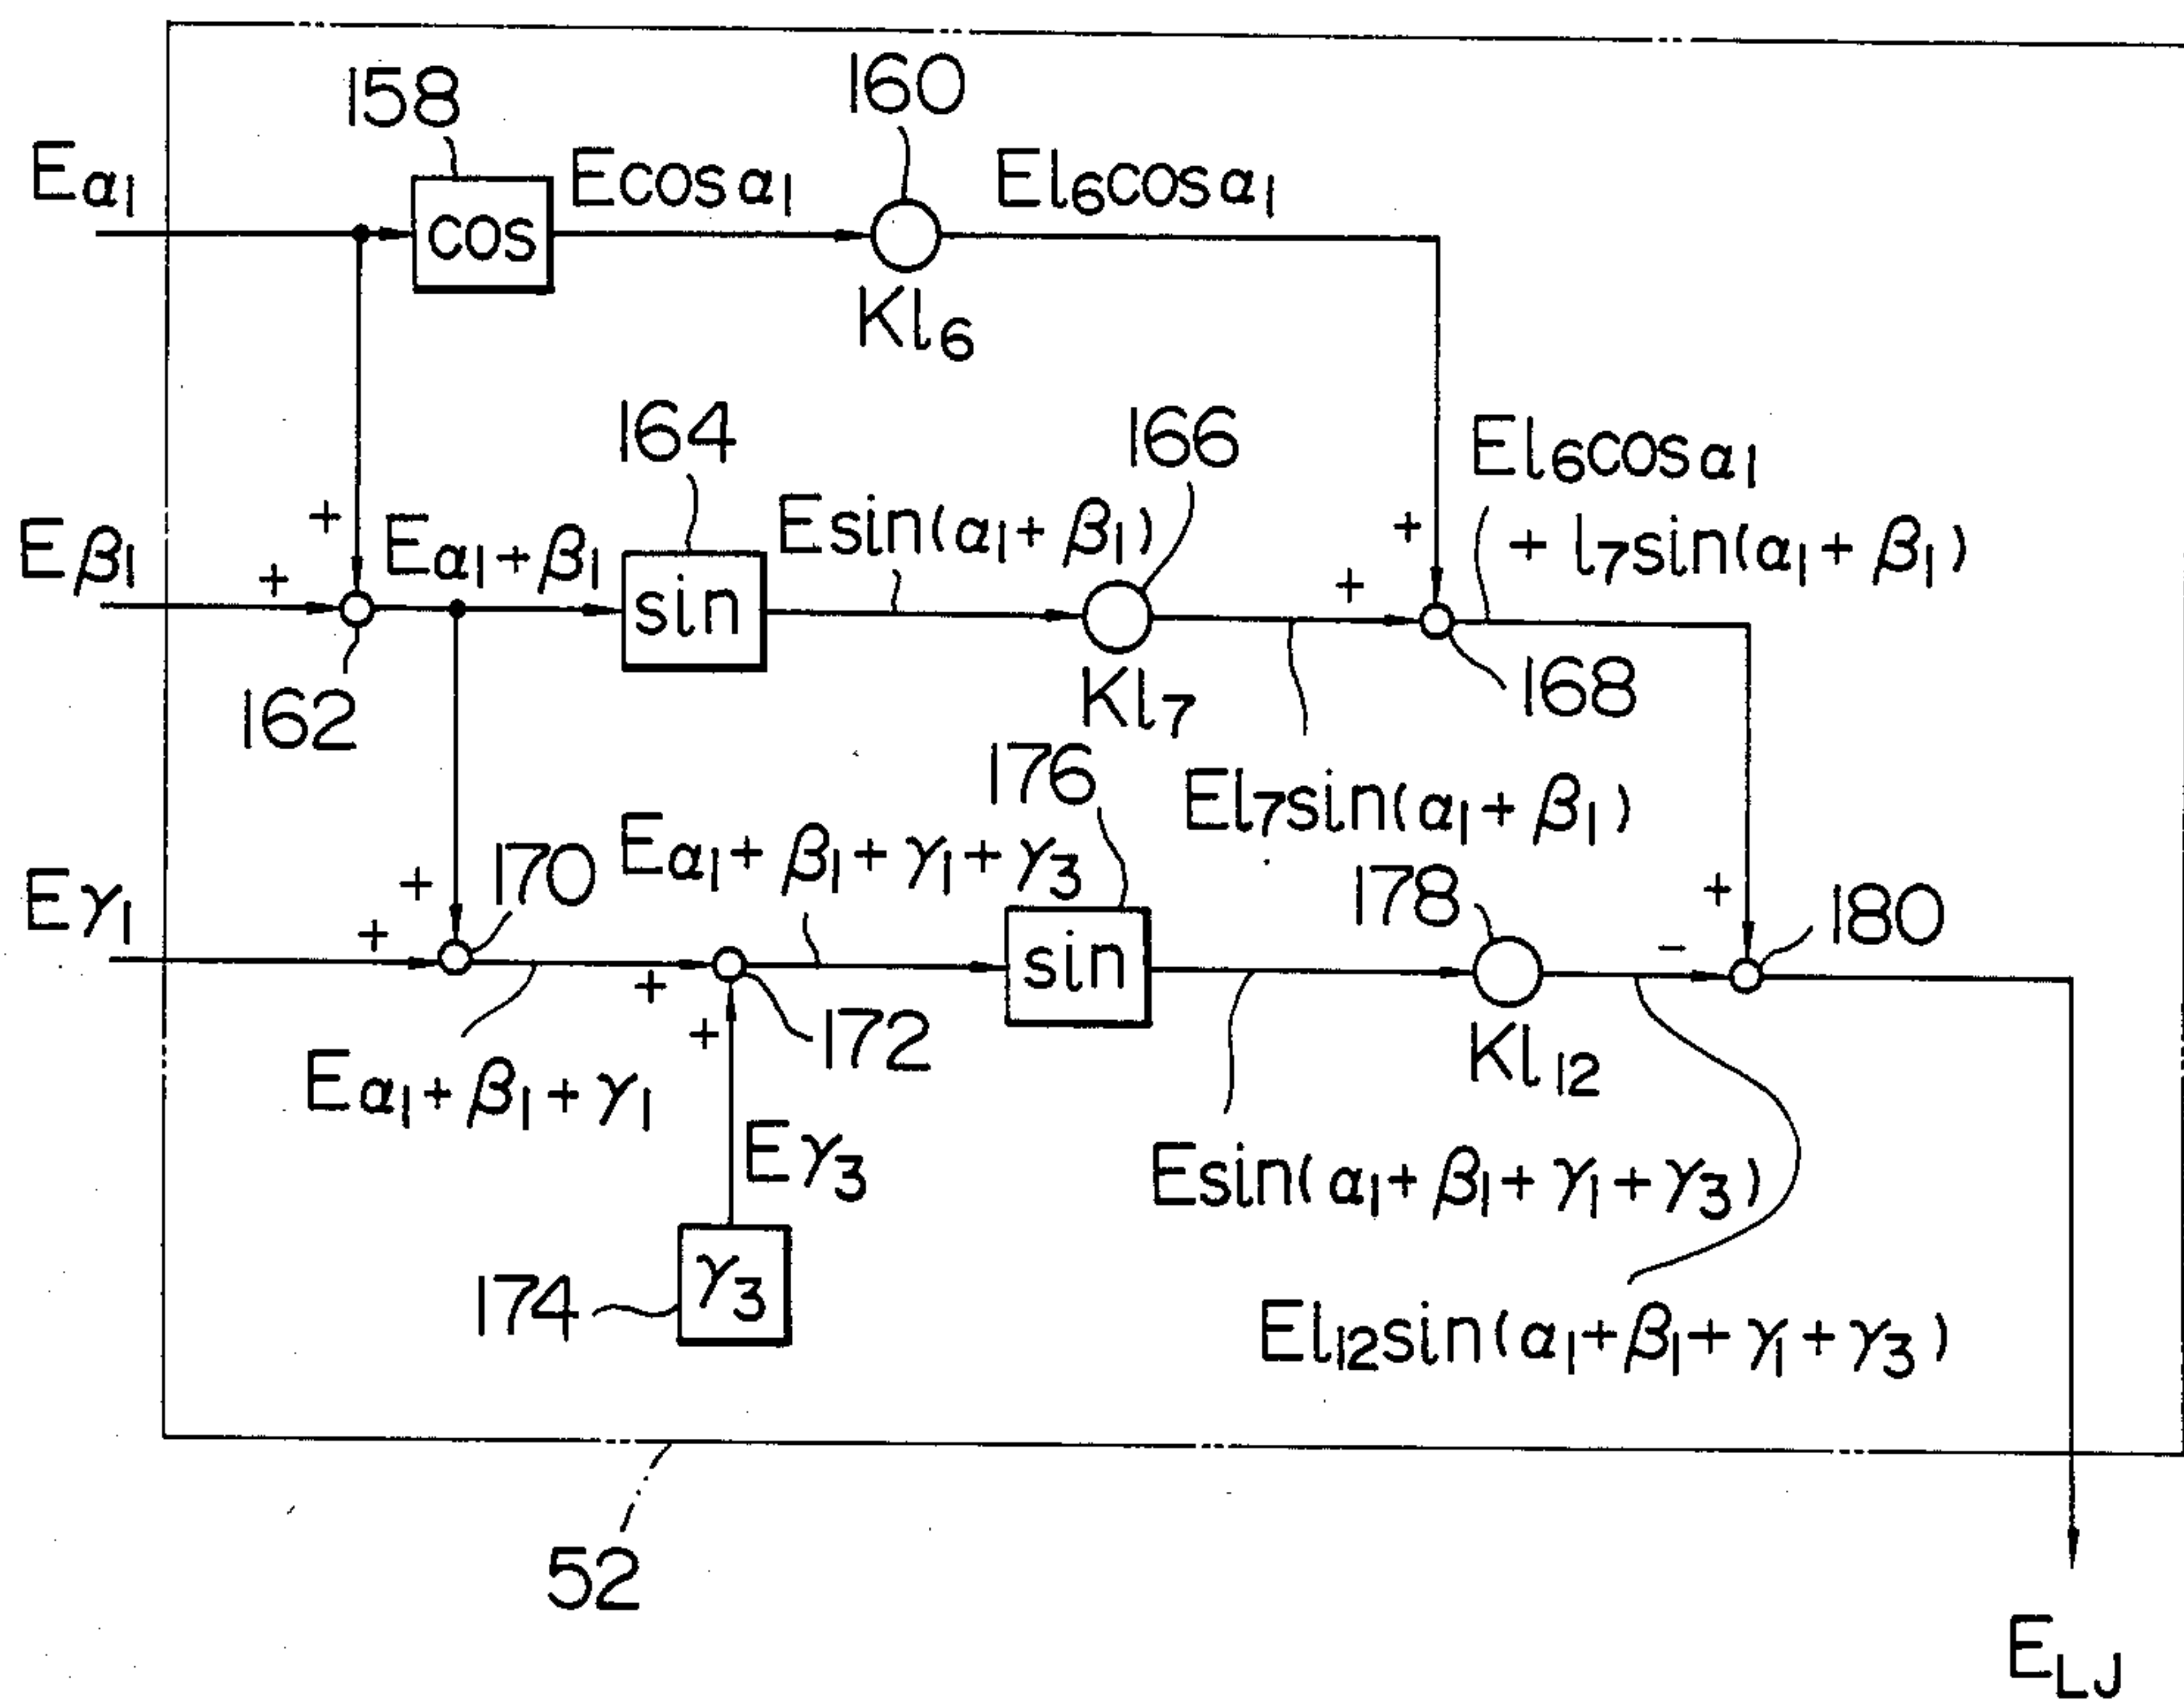 158
160
Eα1
Ecosα1
El6cosα1
cos
Kl6
164
166
El6cosα1
+ l7sin(α1+β1)
Eβ1
+
+
Eα1+β1
Esin(α1+β1)
+
+
sin
162
Kl7
168
176
El7sin(α1+β1)
Eγ1
+
+
170
Eα1+β1+γ1+γ3
178
+
180
−
sin
+
+
172
Kl12
Eα1+β1+γ1
Eγ3
Esin(α1+β1+γ1+γ3)
174
γ3
El12sin(α1+β1+γ1+γ3)
52
ELJ